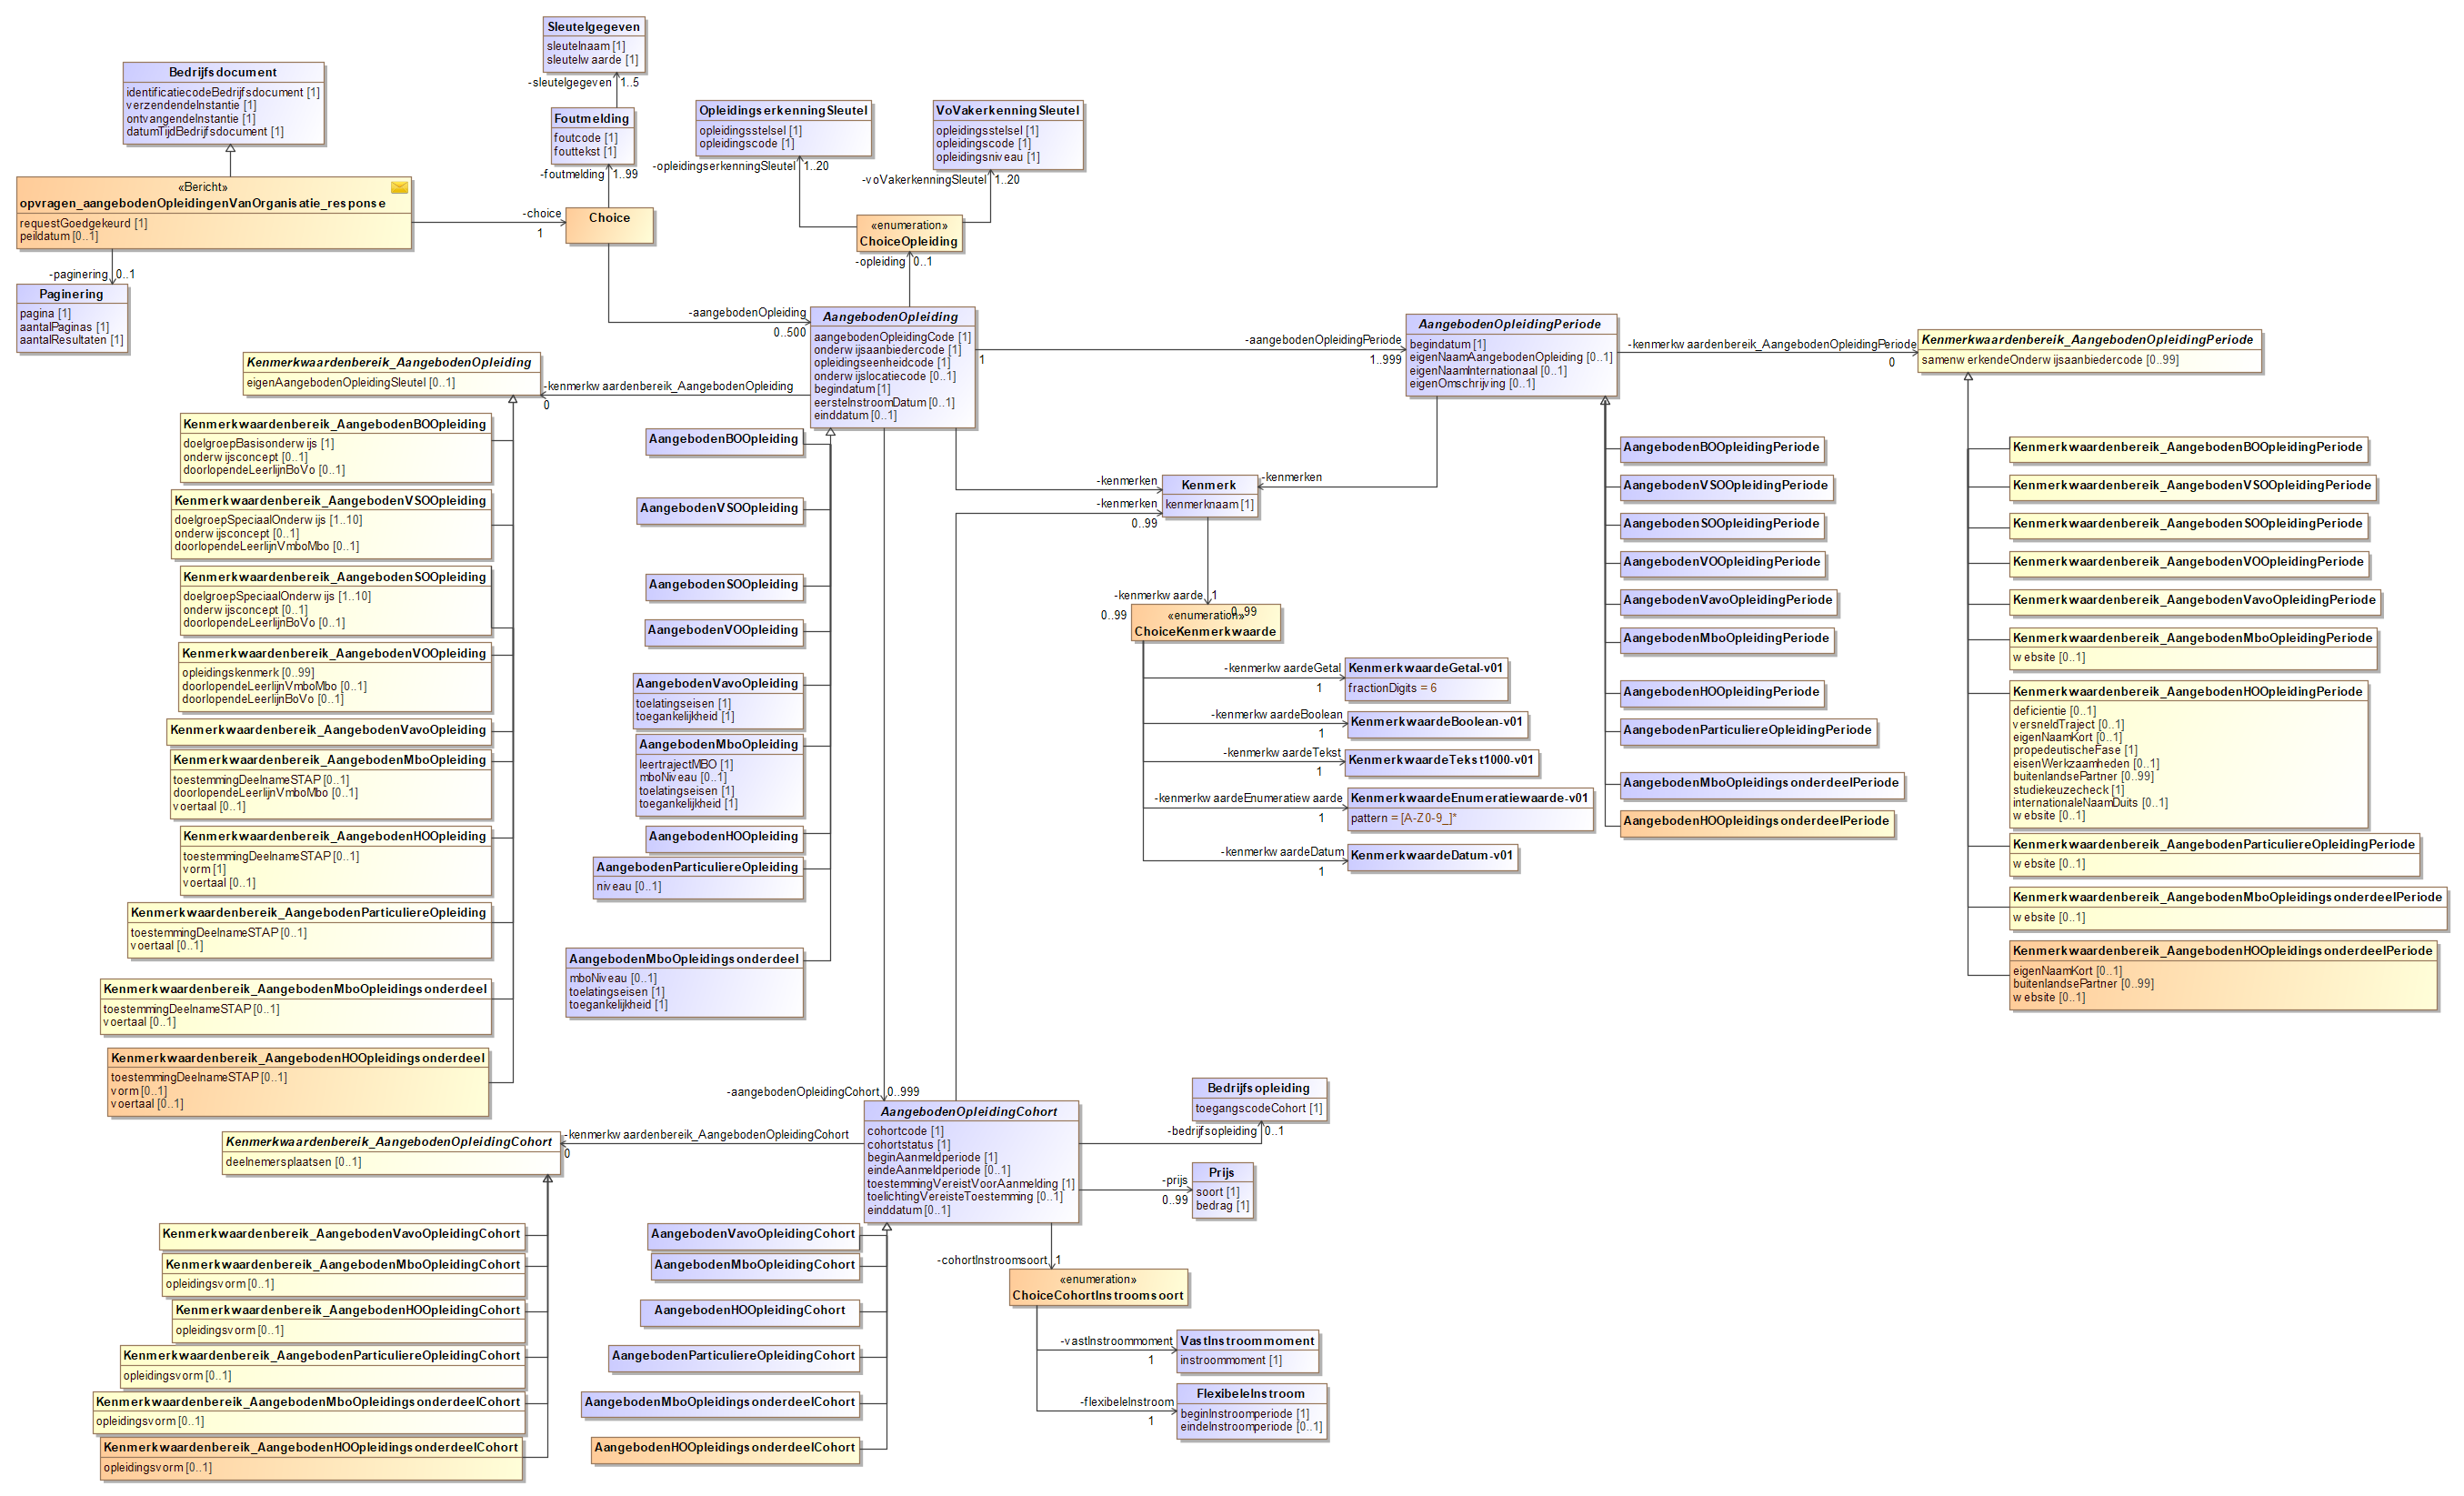 Sleutelgegeven
sleutelnaam [1]
sleutelwaarde [1]
-sleutelgegeven
1..5
Bedrijfsdocument
identificatiecodeBedrijfsdocument [1]
verzendendeInstantie [1]
ontvangendeInstantie [1]
datumTijdBedrijfsdocument [1]
Foutmelding
foutcode [1]
fouttekst [1]
-foutmelding
1..99
OpleidingserkenningSleutel
opleidingsstelsel [1]
opleidingscode [1]
-opleidingserkenningSleutel
1..20
VoVakerkenningSleutel
opleidingsstelsel [1]
opleidingscode [1]
opleidingsniveau [1]
-voVakerkenningSleutel
1..20
«Bericht»
opvragen_aangebodenOpleidingenVanOrganisatie_response
requestGoedgekeurd [1]
peildatum [0..1]
-choice
1
Choice
«enumeration»
ChoiceOpleiding
-opleiding
0..1
-paginering
0..1
Paginering
pagina [1]
aantalPaginas [1]
aantalResultaten [1]
-aangebodenOpleiding
0..500
AangebodenOpleiding
aangebodenOpleidingCode [1]
onderwijsaanbiedercode [1]
opleidingseenheidcode [1]
onderwijslocatiecode [0..1]
begindatum [1]
eersteInstroomDatum [0..1]
einddatum [0..1]
1
-aangebodenOpleidingPeriode
1..999
AangebodenOpleidingPeriode
begindatum [1]
eigenNaamAangebodenOpleiding [0..1]
eigenNaamInternationaal [0..1]
eigenOmschrijving [0..1]
-kenmerkwaardenbereik_AangebodenOpleidingPeriode
0
Kenmerkwaardenbereik_AangebodenOpleidingPeriode
samenwerkendeOnderwijsaanbiedercode [0..99]
Kenmerkwaardenbereik_AangebodenOpleiding
eigenAangebodenOpleidingSleutel [0..1]
-kenmerkwaardenbereik_AangebodenOpleiding
0
Kenmerkwaardenbereik_AangebodenBOOpleiding
doelgroepBasisonderwijs [1]
onderwijsconcept [0..1]
doorlopendeLeerlijnBoVo [0..1]
Kenmerkwaardenbereik_AangebodenVSOOpleiding
doelgroepSpeciaalOnderwijs [1..10]
onderwijsconcept [0..1]
doorlopendeLeerlijnVmboMbo [0..1]
Kenmerkwaardenbereik_AangebodenSOOpleiding
doelgroepSpeciaalOnderwijs [1..10]
onderwijsconcept [0..1]
doorlopendeLeerlijnBoVo [0..1]
Kenmerkwaardenbereik_AangebodenVOOpleiding
opleidingskenmerk [0..99]
doorlopendeLeerlijnVmboMbo [0..1]
doorlopendeLeerlijnBoVo [0..1]
Kenmerkwaardenbereik_AangebodenVavoOpleiding
Kenmerkwaardenbereik_AangebodenMboOpleiding
toestemmingDeelnameSTAP [0..1]
doorlopendeLeerlijnVmboMbo [0..1]
voertaal [0..1]
Kenmerkwaardenbereik_AangebodenHOOpleiding
toestemmingDeelnameSTAP [0..1]
vorm [1]
voertaal [0..1]
Kenmerkwaardenbereik_AangebodenParticuliereOpleiding
toestemmingDeelnameSTAP [0..1]
voertaal [0..1]
Kenmerkwaardenbereik_AangebodenMboOpleidingsonderdeel
toestemmingDeelnameSTAP [0..1]
voertaal [0..1]
Kenmerkwaardenbereik_AangebodenHOOpleidingsonderdeel
toestemmingDeelnameSTAP [0..1]
vorm [0..1]
voertaal [0..1]
AangebodenBOOpleiding
AangebodenVSOOpleiding
AangebodenSOOpleiding
AangebodenVOOpleiding
AangebodenVavoOpleiding
toelatingseisen [1]
toegankelijkheid [1]
AangebodenMboOpleiding
leertrajectMBO [1]
mboNiveau [0..1]
toelatingseisen [1]
toegankelijkheid [1]
AangebodenHOOpleiding
AangebodenParticuliereOpleiding
niveau [0..1]
AangebodenMboOpleidingsonderdeel
mboNiveau [0..1]
toelatingseisen [1]
toegankelijkheid [1]
-kenmerken
-kenmerken
0..99
-kenmerken
Kenmerk
kenmerknaam [1]
-kenmerkwaarde
1
0..99
0..99
«enumeration»
ChoiceKenmerkwaarde
-kenmerkwaardeGetal
1
KenmerkwaardeGetal-v01
fractionDigits = 6
-kenmerkwaardeBoolean
1
KenmerkwaardeBoolean-v01
-kenmerkwaardeTekst
1
KenmerkwaardeTekst1000-v01
-kenmerkwaardeEnumeratiewaarde
1
KenmerkwaardeEnumeratiewaarde-v01
pattern = [A-Z0-9_]*
-kenmerkwaardeDatum
1
KenmerkwaardeDatum-v01
AangebodenBOOpleidingPeriode
AangebodenVSOOpleidingPeriode
AangebodenSOOpleidingPeriode
AangebodenVOOpleidingPeriode
AangebodenVavoOpleidingPeriode
AangebodenMboOpleidingPeriode
AangebodenHOOpleidingPeriode
AangebodenParticuliereOpleidingPeriode
AangebodenMboOpleidingsonderdeelPeriode
AangebodenHOOpleidingsonderdeelPeriode
Kenmerkwaardenbereik_AangebodenBOOpleidingPeriode
Kenmerkwaardenbereik_AangebodenVSOOpleidingPeriode
Kenmerkwaardenbereik_AangebodenSOOpleidingPeriode
Kenmerkwaardenbereik_AangebodenVOOpleidingPeriode
Kenmerkwaardenbereik_AangebodenVavoOpleidingPeriode
Kenmerkwaardenbereik_AangebodenMboOpleidingPeriode
website [0..1]
Kenmerkwaardenbereik_AangebodenHOOpleidingPeriode
deficientie [0..1]
versneldTraject [0..1]
eigenNaamKort [0..1]
propedeutischeFase [1]
eisenWerkzaamheden [0..1]
buitenlandsePartner [0..99]
studiekeuzecheck [1]
internationaleNaamDuits [0..1]
website [0..1]
Kenmerkwaardenbereik_AangebodenParticuliereOpleidingPeriode
website [0..1]
Kenmerkwaardenbereik_AangebodenMboOpleidingsonderdeelPeriode
website [0..1]
Kenmerkwaardenbereik_AangebodenHOOpleidingsonderdeelPeriode
eigenNaamKort [0..1]
buitenlandsePartner [0..99]
website [0..1]
-aangebodenOpleidingCohort
0..999
AangebodenOpleidingCohort
cohortcode [1]
cohortstatus [1]
beginAanmeldperiode [1]
eindeAanmeldperiode [0..1]
toestemmingVereistVoorAanmelding [1]
toelichtingVereisteToestemming [0..1]
einddatum [0..1]
Bedrijfsopleiding
toegangscodeCohort [1]
-bedrijfsopleiding
0..1
-prijs
0..99
Prijs
soort [1]
bedrag [1]
-kenmerkwaardenbereik_AangebodenOpleidingCohort
0
Kenmerkwaardenbereik_AangebodenOpleidingCohort
deelnemersplaatsen [0..1]
Kenmerkwaardenbereik_AangebodenVavoOpleidingCohort
Kenmerkwaardenbereik_AangebodenMboOpleidingCohort
opleidingsvorm [0..1]
Kenmerkwaardenbereik_AangebodenHOOpleidingCohort
opleidingsvorm [0..1]
Kenmerkwaardenbereik_AangebodenParticuliereOpleidingCohort
opleidingsvorm [0..1]
Kenmerkwaardenbereik_AangebodenMboOpleidingsonderdeelCohort
opleidingsvorm [0..1]
Kenmerkwaardenbereik_AangebodenHOOpleidingsonderdeelCohort
opleidingsvorm [0..1]
AangebodenVavoOpleidingCohort
AangebodenMboOpleidingCohort
AangebodenHOOpleidingCohort
AangebodenParticuliereOpleidingCohort
AangebodenMboOpleidingsonderdeelCohort
AangebodenHOOpleidingsonderdeelCohort
-cohortInstroomsoort
1
«enumeration»
ChoiceCohortInstroomsoort
-vastInstroommoment
1
VastInstroommoment
instroommoment [1]
-flexibeleInstroom
1
FlexibeleInstroom
beginInstroomperiode [1]
eindeInstroomperiode [0..1]